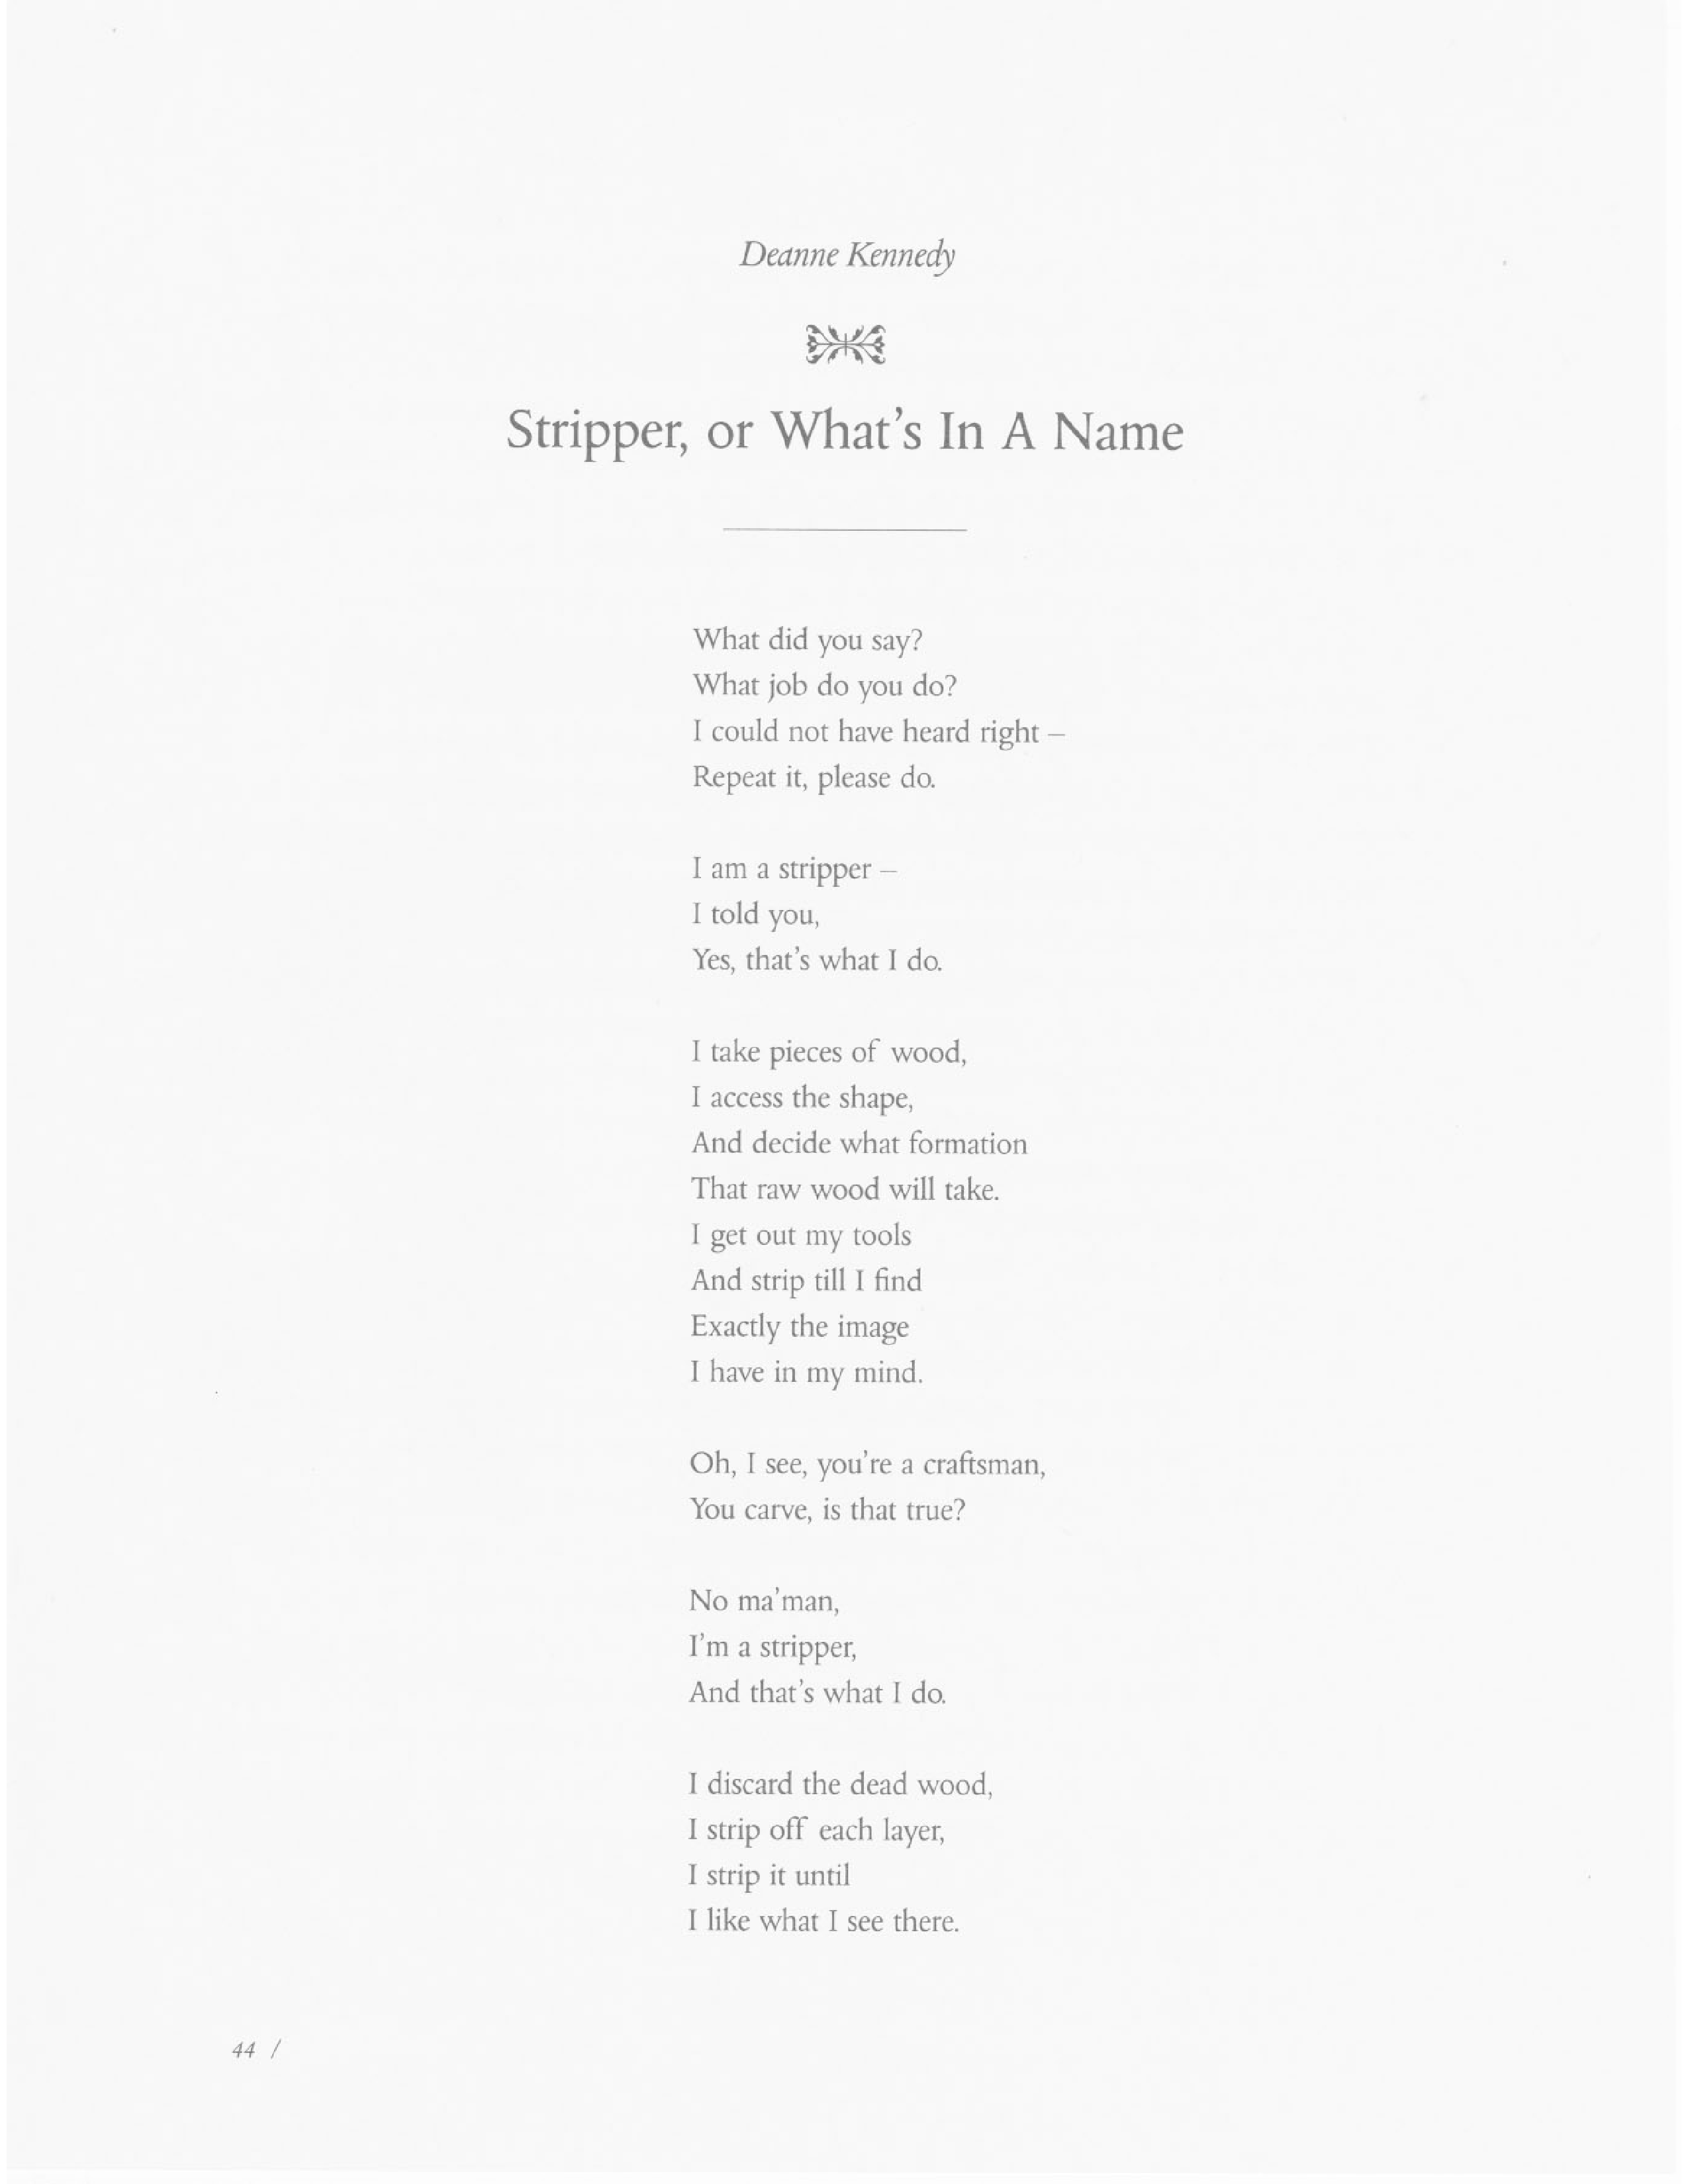 Deanne Kennedy
Stripper, or What's In A Name
What did you say?
What job do you do?
I could not have heard right –
Repeat it, please do.
I am a stripper –
I told you,
Yes, that's what I do.
I take pieces of wood,
I access the shape,
And decide what formation
That raw wood will take.
I get out my tools
And strip till I find
Exactly the image
I have in my mind.
Oh, I see, you're a craftsman,
You carve, is that true?
No ma'man,
I'm a stripper,
And that's what I do.
I discard the dead wood,
I strip off each layer,
I strip it until
I like what I see there.
44 /